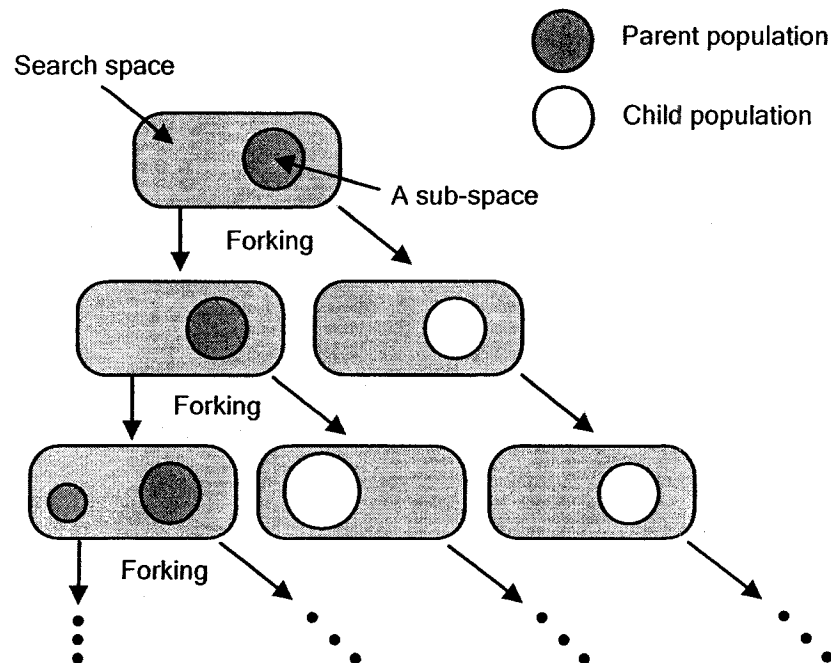 Parent population
Search space
Child population
A sub-space
Forking
Forking
Forking